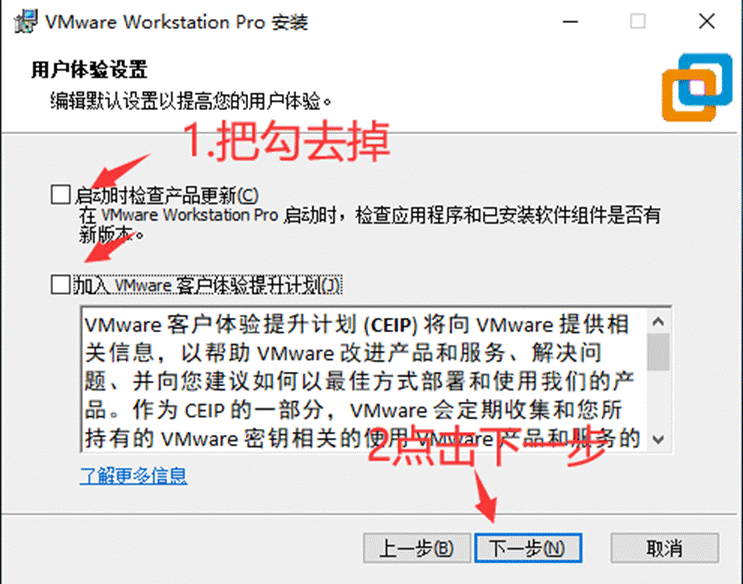 VMware Workstation Pro 安装
用户体验设置
编辑默认设置以提高您的用户体验。
1.把勾去掉
启动时检查产品更新(C)
在 VMware Workstation Pro 启动时，检查应用程序和已安装软件组件是否有
新版本。
加入 VMware 客户体验提升计划(J)
VMware 客户体验提升计划 (CEIP) 将向 VMware 提供相
关信息，以帮助 VMware 改进产品和服务、解决问
题、并向您建议如何以最佳方式部署和使用我们的产
品。作为 CEIP 的一部分，VMware 会定期收集和您所
持有的 VMware 密钥相关的使用 VMware 产品和服务的
2点击下一步
了解更多信息
上一步(B) 下一步(N) 取消